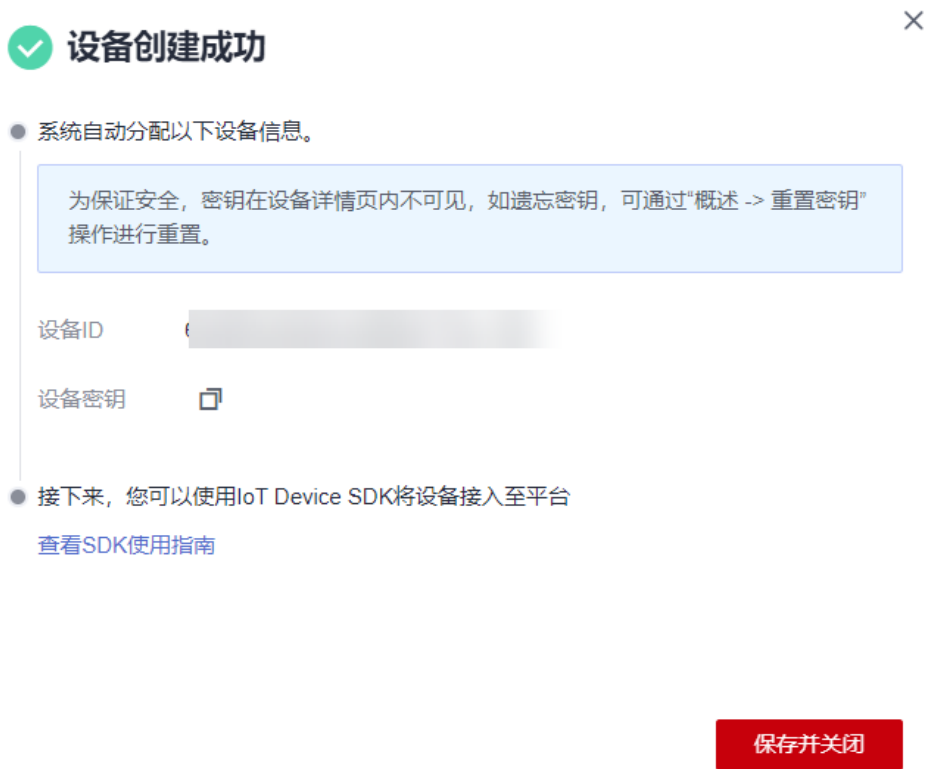 设备创建成功
系统自动分配以下设备信息。
为保证安全，密钥在设备详情页内不可见，如遗忘密钥，可通过“概述 -> 重置密钥”
操作进行重置。
设备ID
设备密钥
接下来，您可以使用IoT Device SDK将设备接入至平台
查看SDK使用指南
保存并关闭